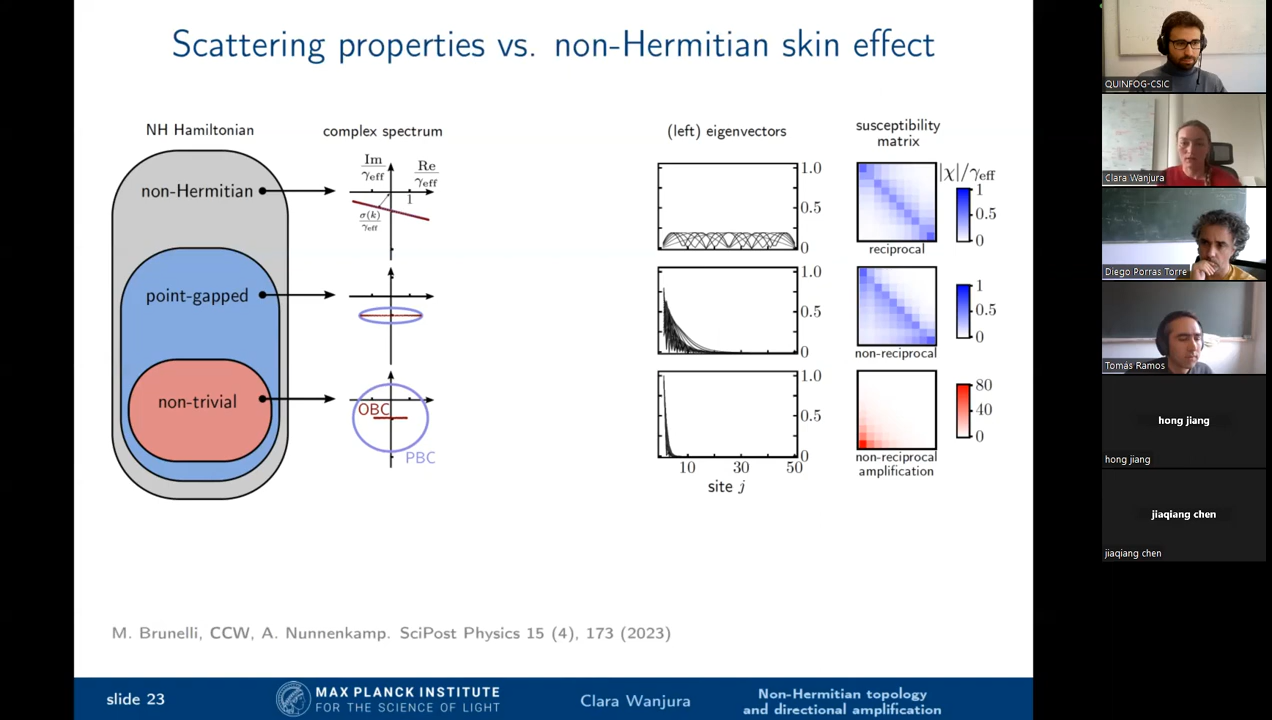 Scattering properties vs. non-Hermitian skin effect
NH Hamiltonian
non-Hermitian
point-gapped
non-trivial
complex spectrum
Im
γeff
Re
γeff
1
σ(k)
γeff
OBC
PBC
(left) eigenvectors
1.0
0.5
0
1.0
0.5
0
1.0
0.5
0
10
30
50
site j
susceptibility
matrix
|χ|/γeff
1
0.5
0
reciprocal
1
0.5
0
non-reciprocal
80
40
0
non-reciprocal
amplification
M. Brunelli, CCW, A. Nunnenkamp. SciPost Physics 15 (4), 173 (2023)
slide 23
MAX PLANCK INSTITUTE
FOR THE SCIENCE OF LIGHT
Clara Wanjura
Non-Hermitian topology
and directional amplification
QUINFOG-CSIC
Clara Wanjura
Diego Porras Torre
Tomás Ramos
hong jiang
hong jiang
jiaqiang chen
jiaqiang chen